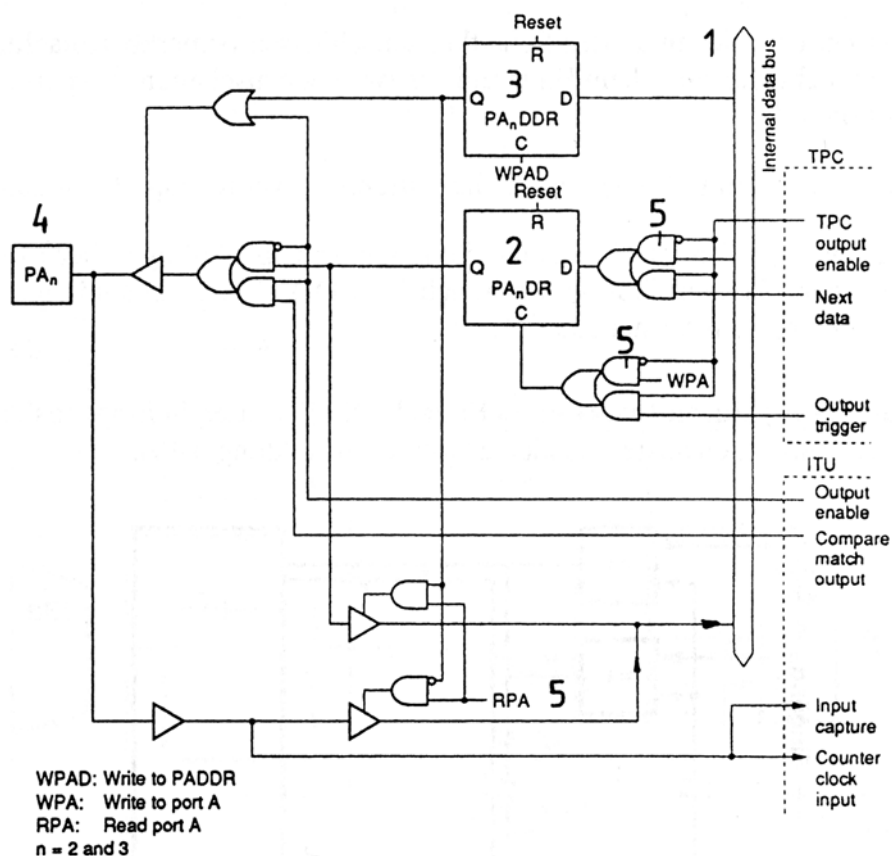 Reset
1
R
Q 3 D
PAnDDR
C
WPAD
Internal data bus
TPC
Reset
R
4
5
TPC
output
enable
PAn
Q 2 D
PAnDR
C
Next
data
5
WPA
Output
trigger
ITU
Output
enable
Compare
match
output
RPA 5
Input
capture
Counter
clock
input
WPAD: Write to PADDR
WPA: Write to port A
RPA: Read port A
n = 2 and 3